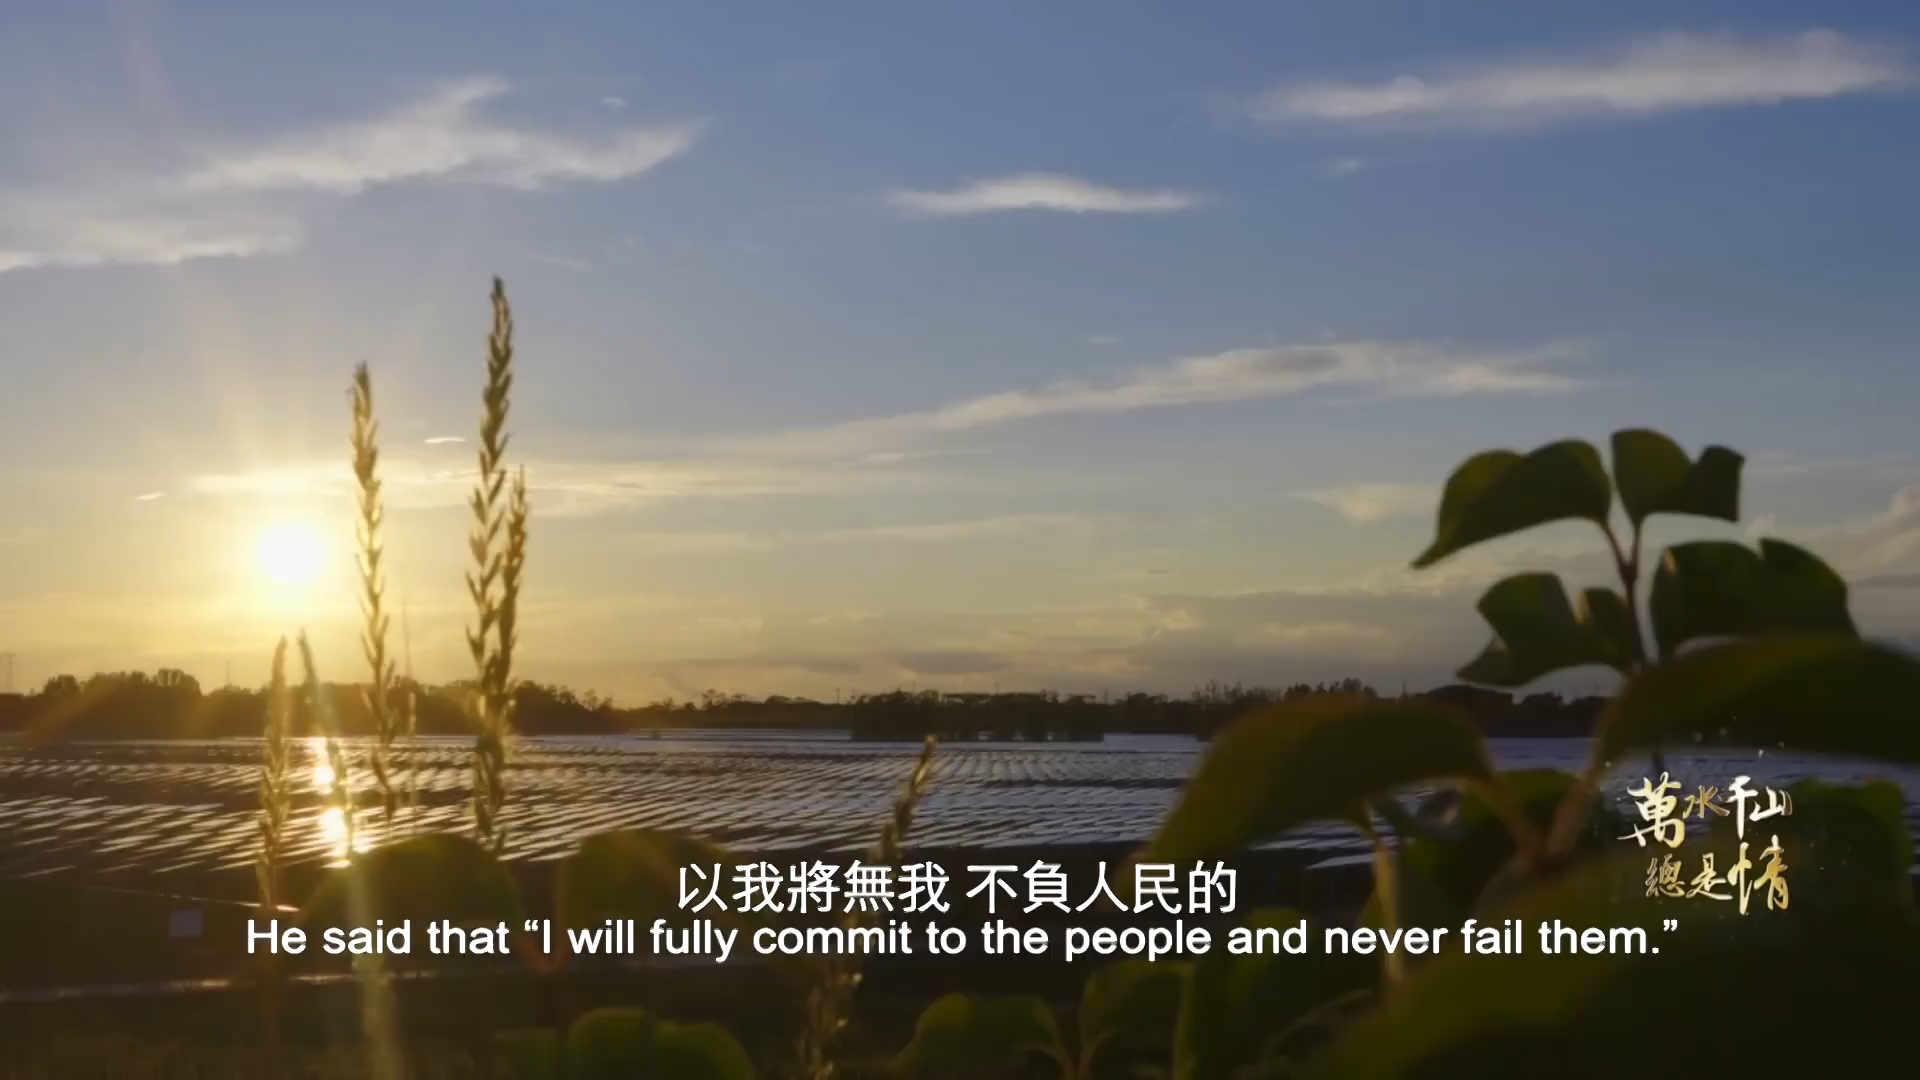 萬水千山
總是情
以我將無我 不負人民的
He said that “I will fully commit to the people and never fail them.”